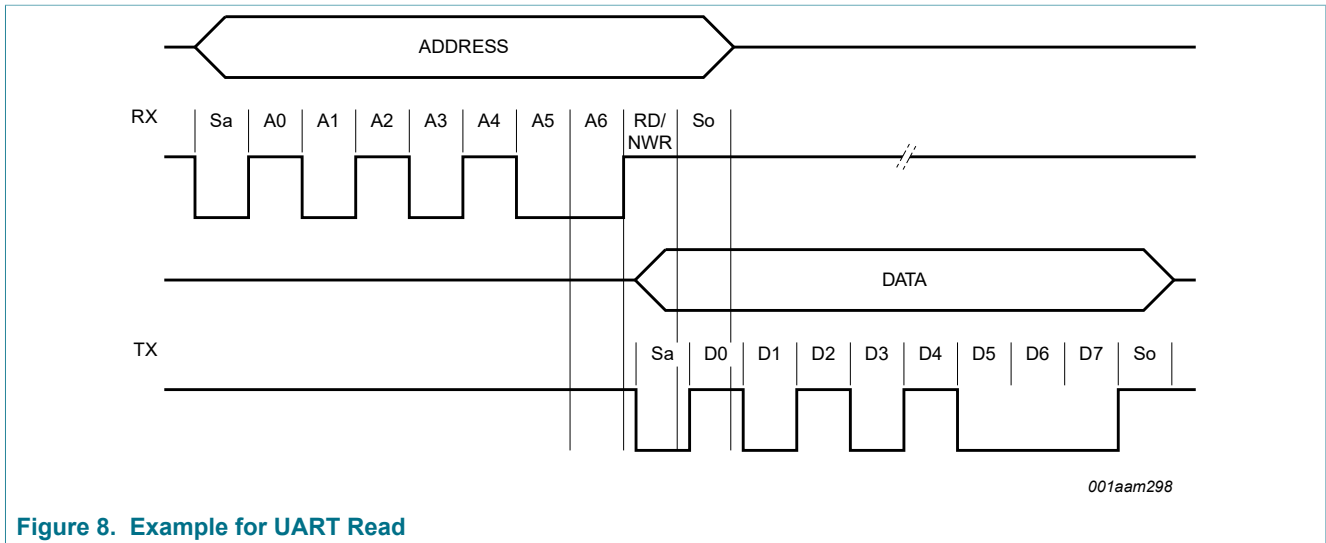 ADDRESS
RX Sa A0 A1 A2 A3 A4 A5 A6 RD/ So
NWR
DATA
TX Sa D0 D1 D2 D3 D4 D5 D6 D7 So
001aam298
Figure 8. Example for UART Read